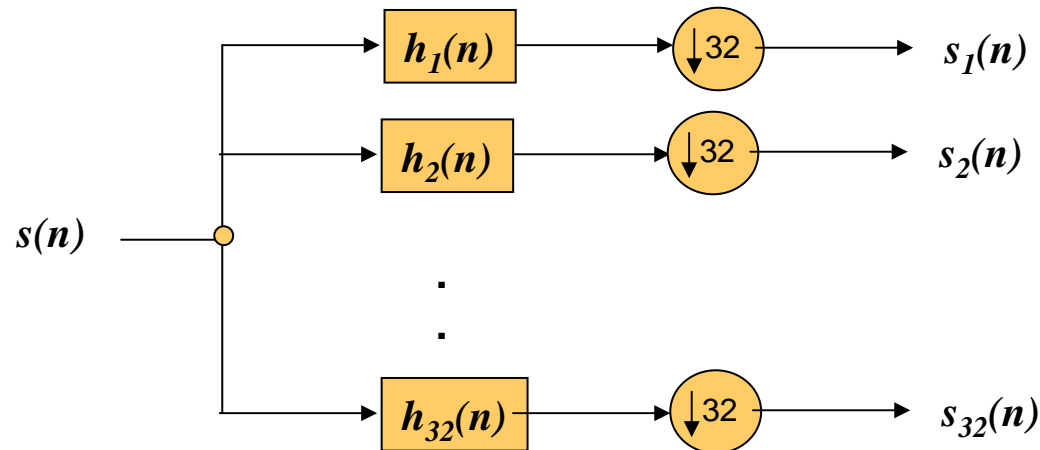 h₁(n) ↓32 s₁(n)
h₂(n) ↓32 s₂(n)
s(n)
.
.
h₃₂(n) ↓32 s₃₂(n)